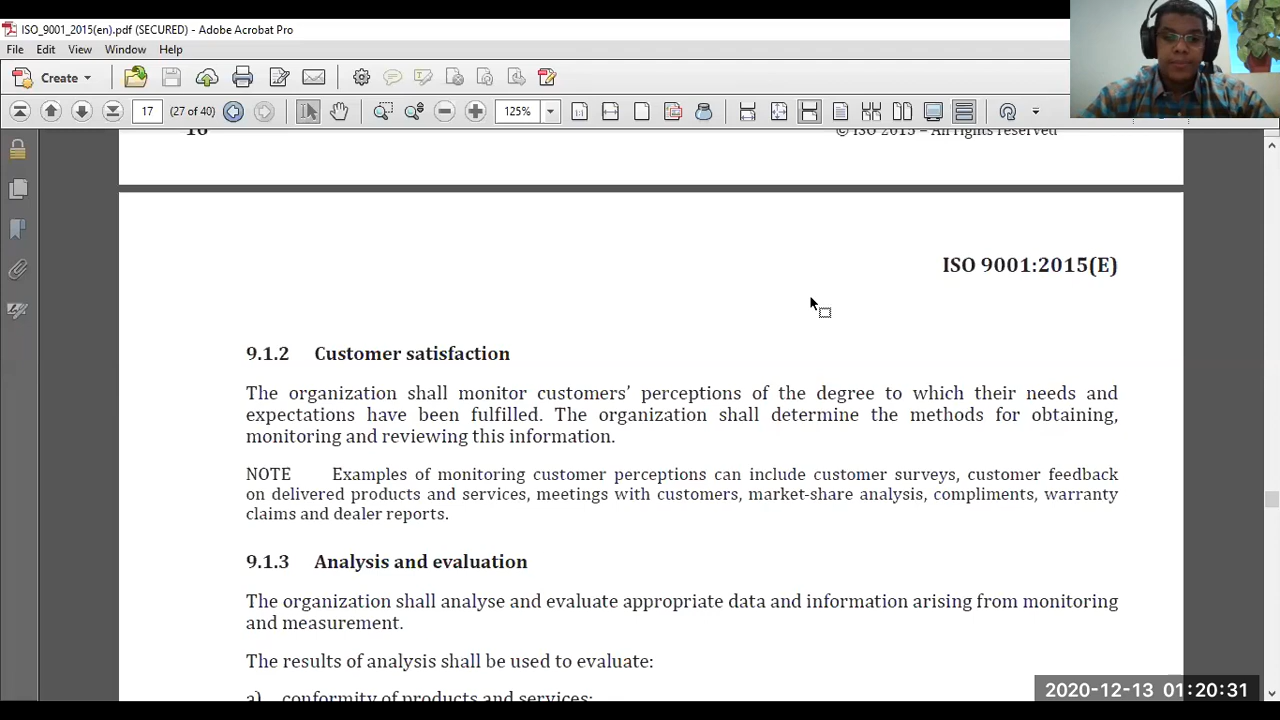 ISO_9001_2015(en).pdf (SECURED) - Adobe Acrobat Pro
File Edit View Window Help
Create
17 (27 of 40) 125%
16 © ISO 2015 – All rights reserved
ISO 9001:2015(E)
9.1.2 Customer satisfaction
The organization shall monitor customers’ perceptions of the degree to which their needs and
expectations have been fulfilled. The organization shall determine the methods for obtaining,
monitoring and reviewing this information.
NOTE Examples of monitoring customer perceptions can include customer surveys, customer feedback
on delivered products and services, meetings with customers, market-share analysis, compliments, warranty
claims and dealer reports.
9.1.3 Analysis and evaluation
The organization shall analyse and evaluate appropriate data and information arising from monitoring
and measurement.
The results of analysis shall be used to evaluate:
a) conformity of products and services;
2020-12-13 01:20:31